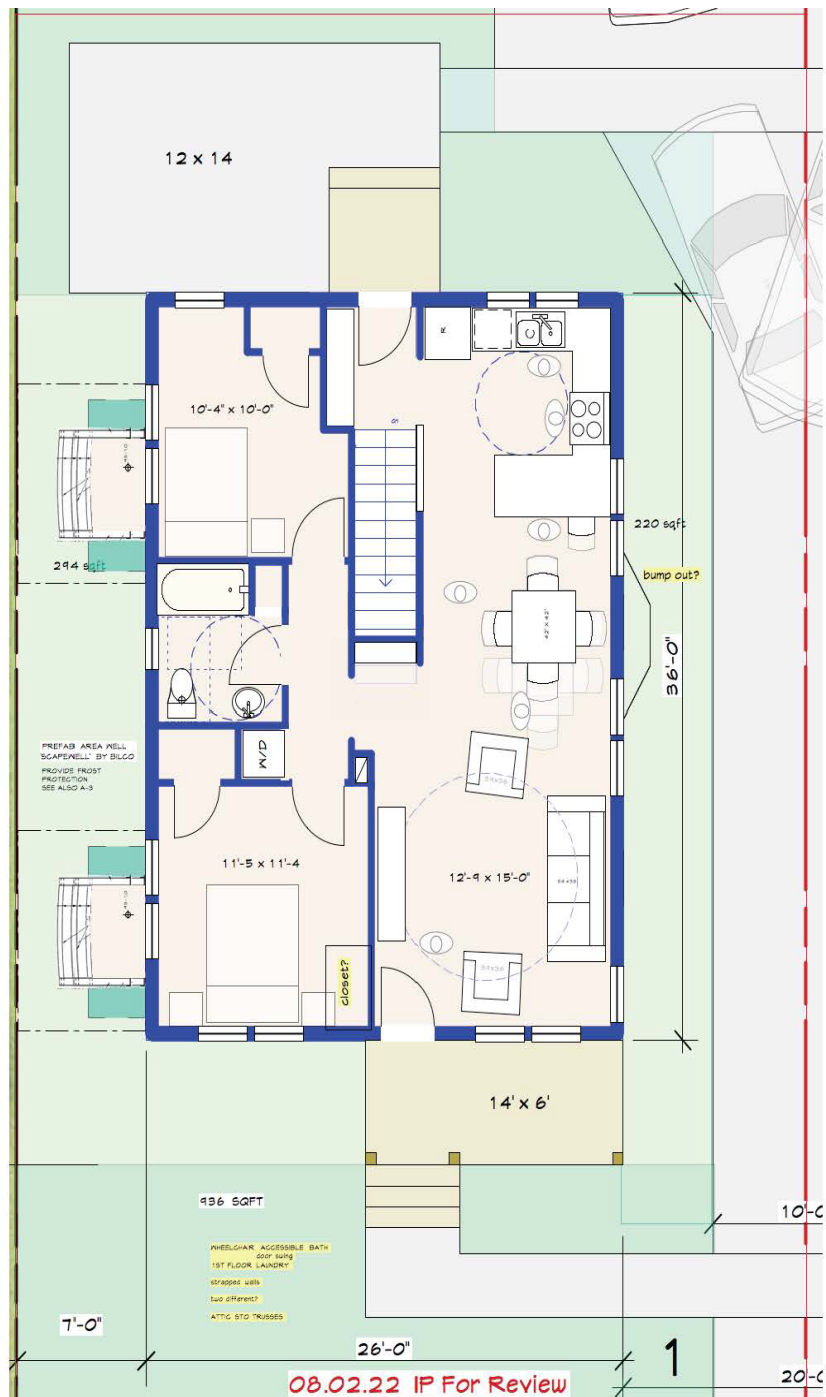 12 x 14
R
10'-4" x 10'-0"
220 sqft
294 sqft
bump out?
42"x42"
36'-0"
PREFAB AREA WELL
'SCAPEWELL' BY BILCO
PROVIDE FROST
PROTECTION
SEE ALSO A-3
W/D
11'-5 x 11'-4
12'-9 x 15'-0"
closet?
14' x 6'
936 SQFT
10'-0
WHEELCHAIR ACCESSIBLE BATH
door swing
1ST FLOOR LAUNDRY
strapped walls
two different?
ATTIC STO TRUSSES
7'-0"
26'-0"
1
20'-0
08.02.22 IP For Review